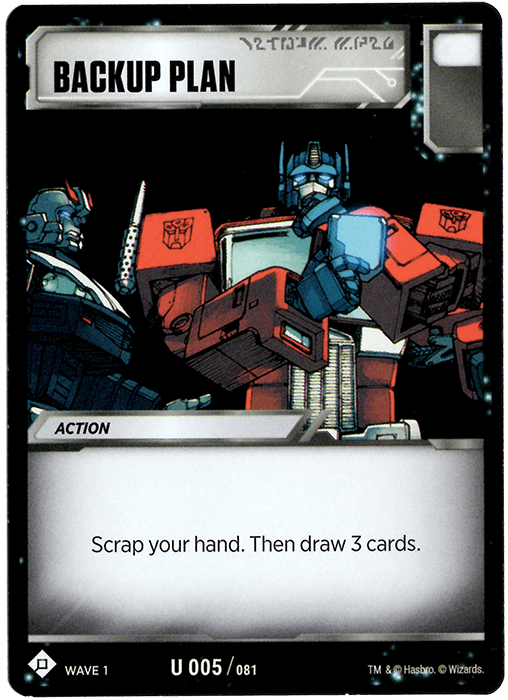 BACKUP PLAN
ACTION
Scrap your hand. Then draw 3 cards.
WAVE 1
U 005/081
TM & © Hasbro. © Wizards.